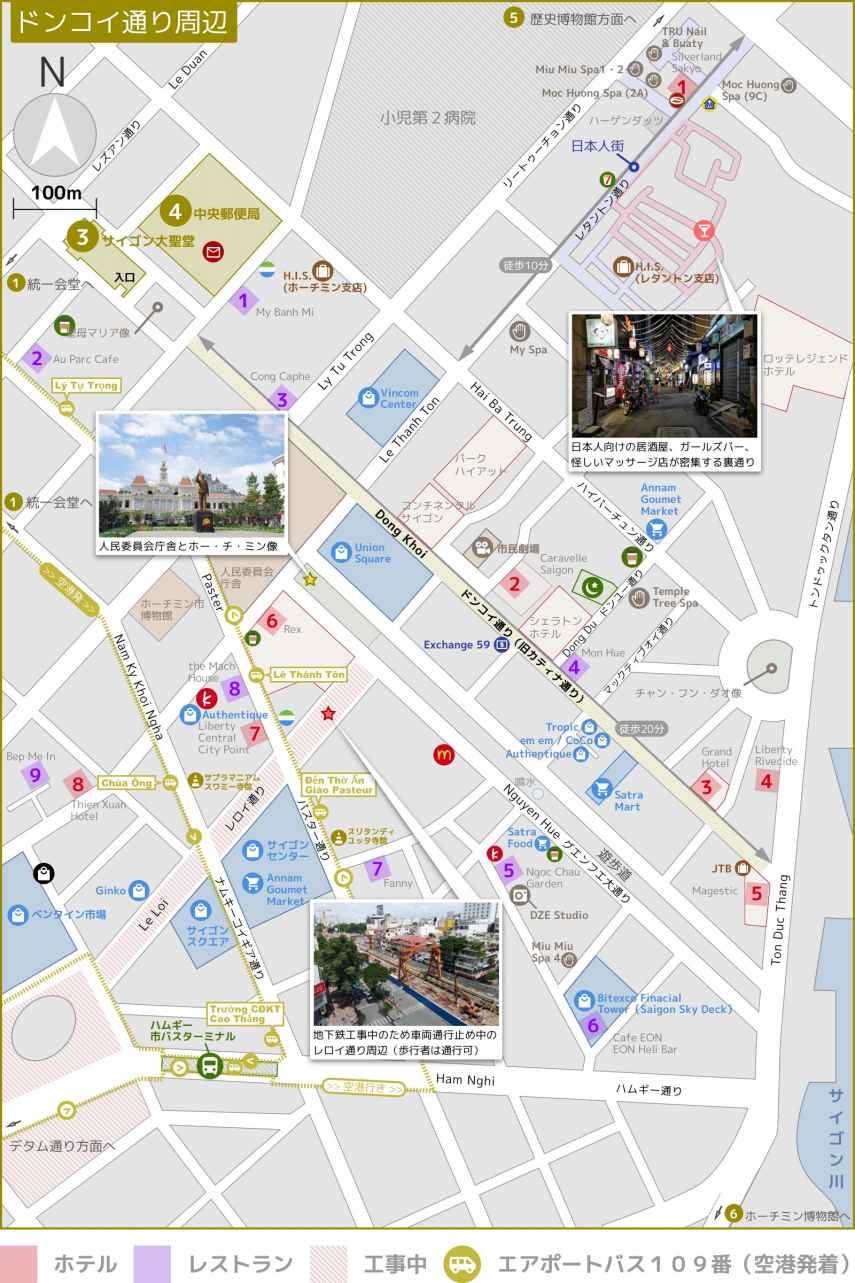 ドンコイ通り周辺
5 歴史博物館方面へ
N
100m
Le Duan
レズアン通り
小児第２病院
TRU Nail
& Buaty
Silverland
Sakyo
Miu Miu Spa1・2
1
Moc Huong Spa (2A)
Moc Huong
Spa (9C)
ハーゲンダッツ
リートゥーチョン通り
日本人街
7
レタントン通り
4 中央郵便局
3 サイゴン大聖堂
入口
1 統一会堂へ
徒歩10分
H.I.S.
(ホーチミン支店)
H.I.S.
(レタントン支店)
1
My Banh Mi
聖母マリア像
2
Au Parc Cafe
Lý Tự Trọng
Cong Caphe
3
Ly Tu Trong
My Spa
Hai Ba Trung
Vincom
Center
Le Thanh Ton
ロッテレジェンド
ホテル
日本人向けの居酒屋、ガールズバー、
怪しいマッサージ店が密集する裏通り
パーク
ハイアット
コンチネンタル
サイゴン
ハイバーチュン通り
Annam
Goumet
Market
トンドゥックタン通り
1 統一会堂へ
人民委員会庁舎とホー・チ・ミン像
Dong Khoi
Union
Square
市民劇場
Caravelle
Saigon
2
>> 空港発 >>
Paster
人民委員会
庁舎
ホーチミン市
博物館
ドンコイ通り（旧カティナ通り）
シェラトン
ホテル
Dong Du
ドンユー通り
Temple
Tree Spa
6
Rex
Exchange 59
4
Mon Hue
マックティブオイ通り
チャン・フン・ダオ像
Nam Ky Khoi Ngha
the Mach
House
8
Lê Thánh Tôn
Authentique
Liberty
Central
City Point
7
Tropic
em em / CoCo
Authentique
徒歩20分
Bep Me In
9
8
Thien Xuan
Hotel
Chùa Ông
サブラマニアム
スワミー寺院
レロイ通り
Đền Thờ Ấn
Giáo Pasteur
パスター通り
スリランディ
ユッタ寺院
噴水
Satra
Mart
Grand
Hotel
3
Liberty
Rivecide
4
Nguyen Hue グエンフエ大通り
遊歩道
サイゴン
センター
Annam
Goumet
Market
7
Fanny
Satra
Food
5
Ngoc Chau
Garden
DZE Studio
JTB
Magestic
5
Ton Duc Thang
Ginko
ベンタイン市場
Le Loi
サイゴン
スクエア
ナムキーコイギア通り
Miu Miu
Spa 4
Bitexco Finacial
Tower（Saigon Sky Deck）
6
Cafe EON
EON Heli Bar
Trường CĐKT
Cao Thắng
ハムギー
市バスターミナル
地下鉄工事中のため車両通行止め中の
レロイ通り周辺（歩行者は通行可）
>> 空港行き >>
Ham Nghi
ハムギー通り
デタム通り方面へ
サイゴン川
6 ホーチミン博物館へ
ホテル
レストラン
工事中
エアポートバス１０９番（空港発着）